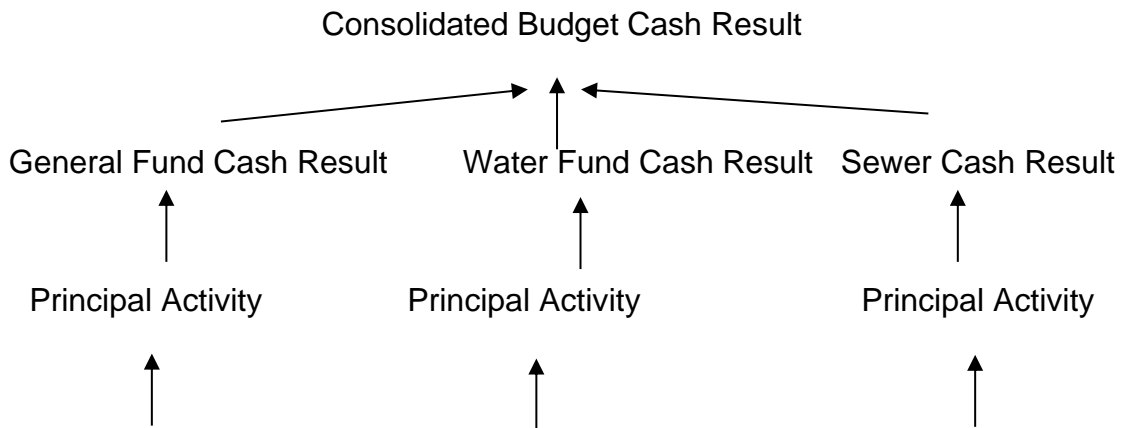 Consolidated Budget Cash Result
General Fund Cash Result Water Fund Cash Result Sewer Cash Result
Principal Activity Principal Activity Principal Activity